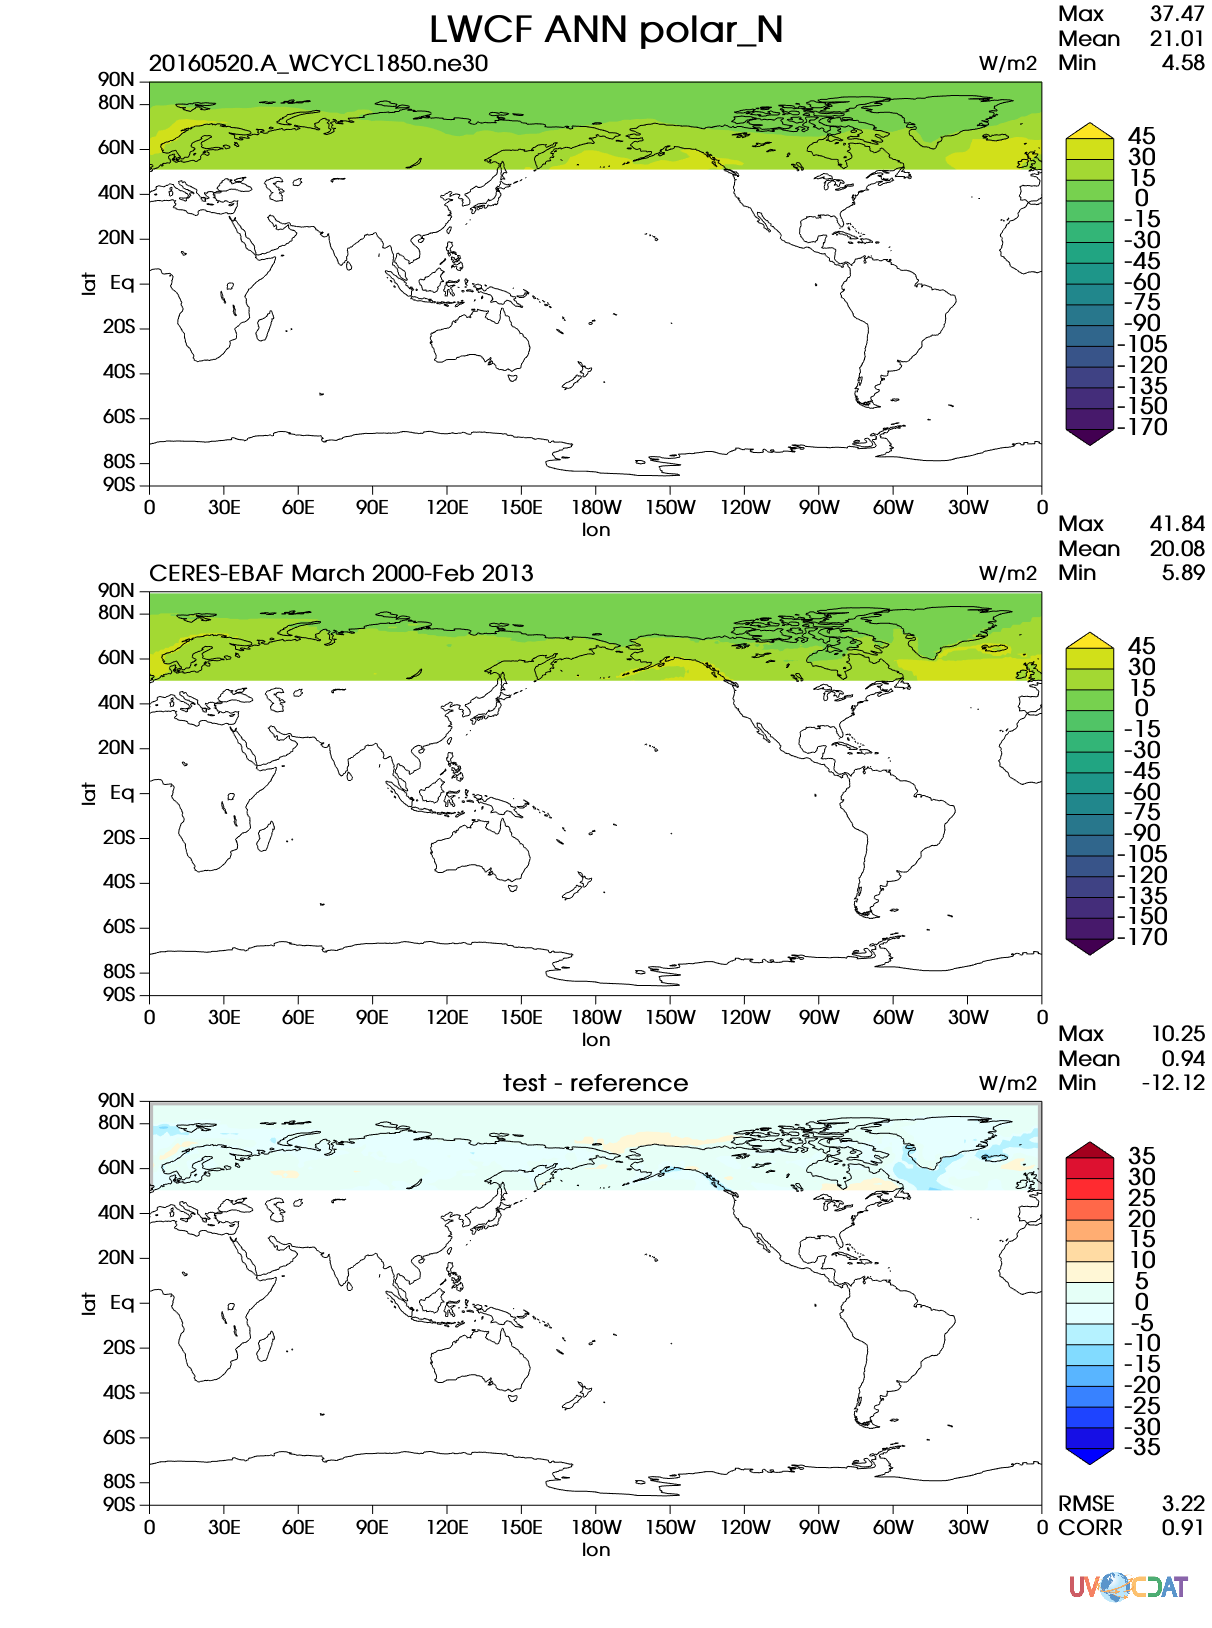 LWCF ANN polar_N
Max 37.47
Mean 21.01
Min 4.58
20160520.A_WCYCL1850.ne30
W/m2
90N
80N
60N
40N
20N
Eq
20S
40S
60S
80S
90S
lat
0 30E 60E 90E 120E 150E 180W 150W 120W 90W 60W 30W 0
lon
45
30
15
0
-15
-30
-45
-60
-75
-90
-105
-120
-135
-150
-170
Max 41.84
Mean 20.08
Min 5.89
CERES-EBAF March 2000-Feb 2013
W/m2
90N
80N
60N
40N
20N
Eq
20S
40S
60S
80S
90S
lat
0 30E 60E 90E 120E 150E 180W 150W 120W 90W 60W 30W 0
lon
45
30
15
0
-15
-30
-45
-60
-75
-90
-105
-120
-135
-150
-170
Max 10.25
Mean 0.94
Min -12.12
test - reference
W/m2
90N
80N
60N
40N
20N
Eq
20S
40S
60S
80S
90S
lat
0 30E 60E 90E 120E 150E 180W 150W 120W 90W 60W 30W 0
lon
35
30
25
20
15
10
5
0
-5
-10
-15
-20
-25
-30
-35
RMSE 3.22
CORR 0.91
UV CDAT